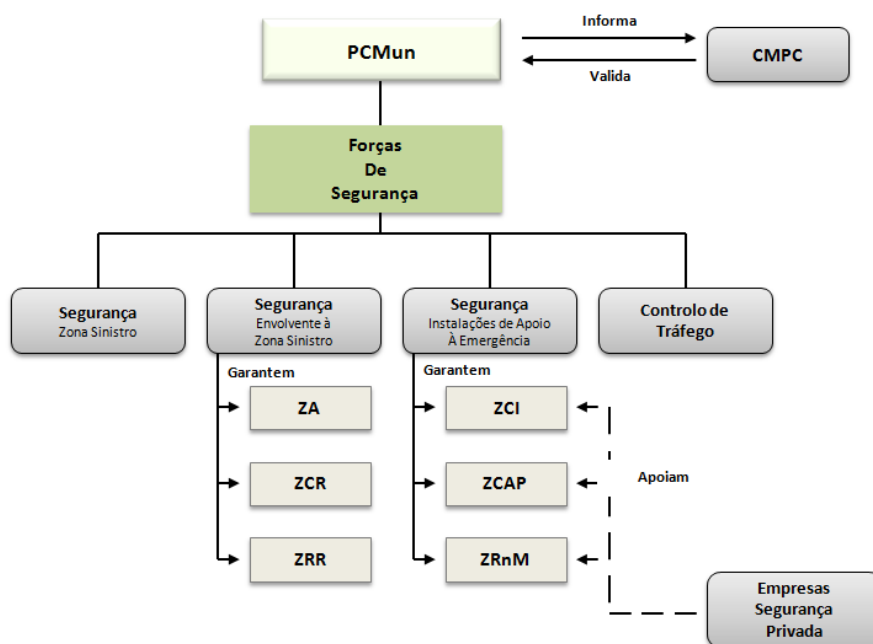 Informa
PCMun
CMPC
Valida
Forças
De
Segurança
Segurança
Zona Sinistro
Segurança
Envolvente à
Zona Sinistro
Segurança
Instalações de Apoio
À Emergência
Controlo de
Tráfego
Garantem
Garantem
ZA
ZCI
ZCR
ZCAP
Apoiam
ZRR
ZRnM
Empresas
Segurança
Privada